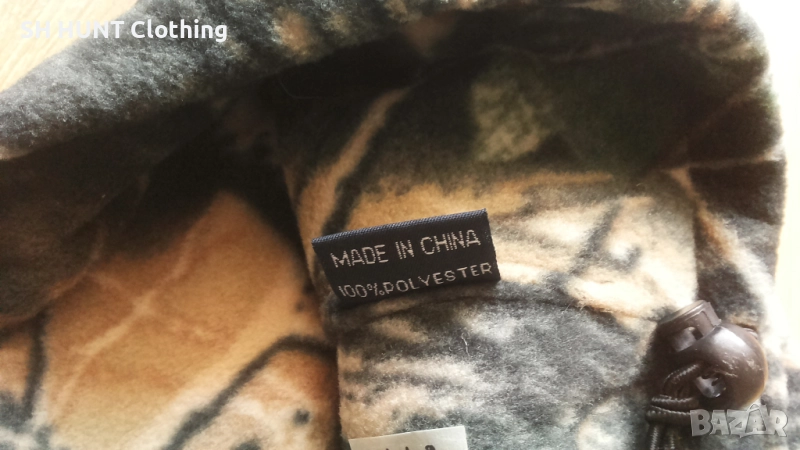 SH HUNT Clothing
MADE IN CHINA
100%POLYESTER
BAZAR